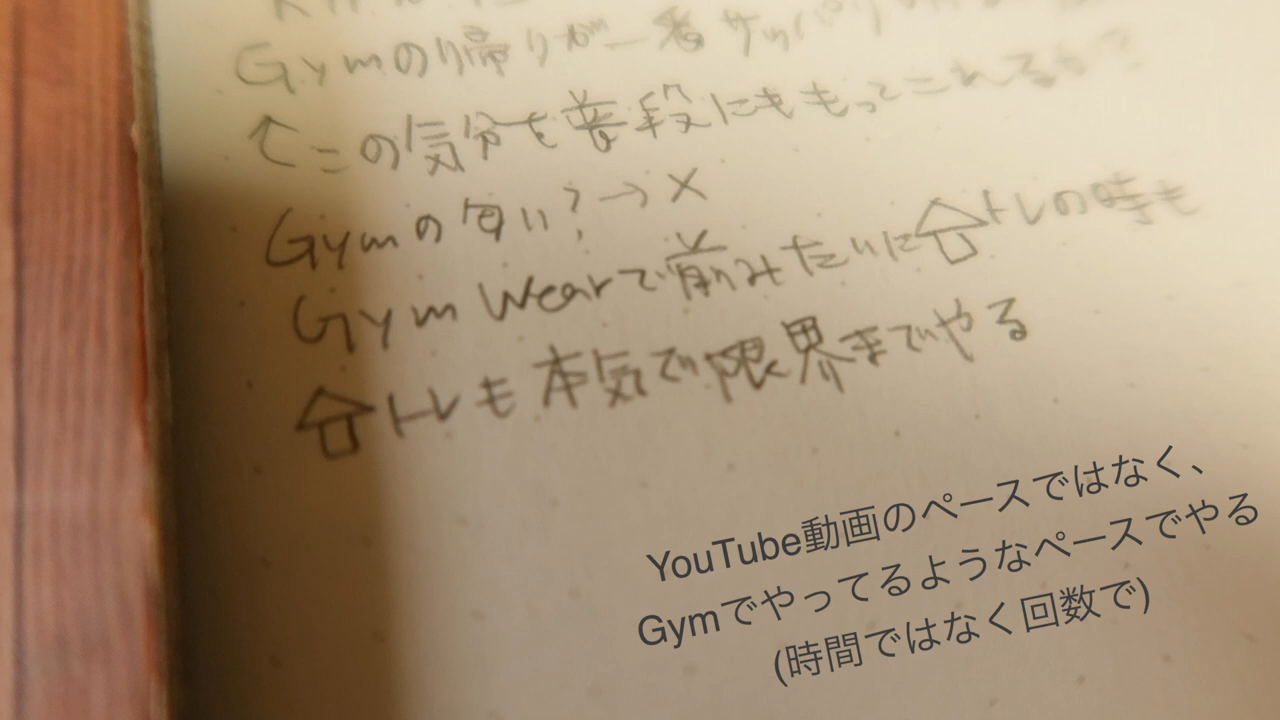 Gymの帰りが一番サッパリ
↑この気分を普段にももってこれるか?
Gymの匂い?→×
Gym Wearで前みたいに家トレの時も
家トレも本気で限界までやる
YouTube動画のペースではなく、
Gymでやってるようなペースでやる
(時間ではなく回数で)